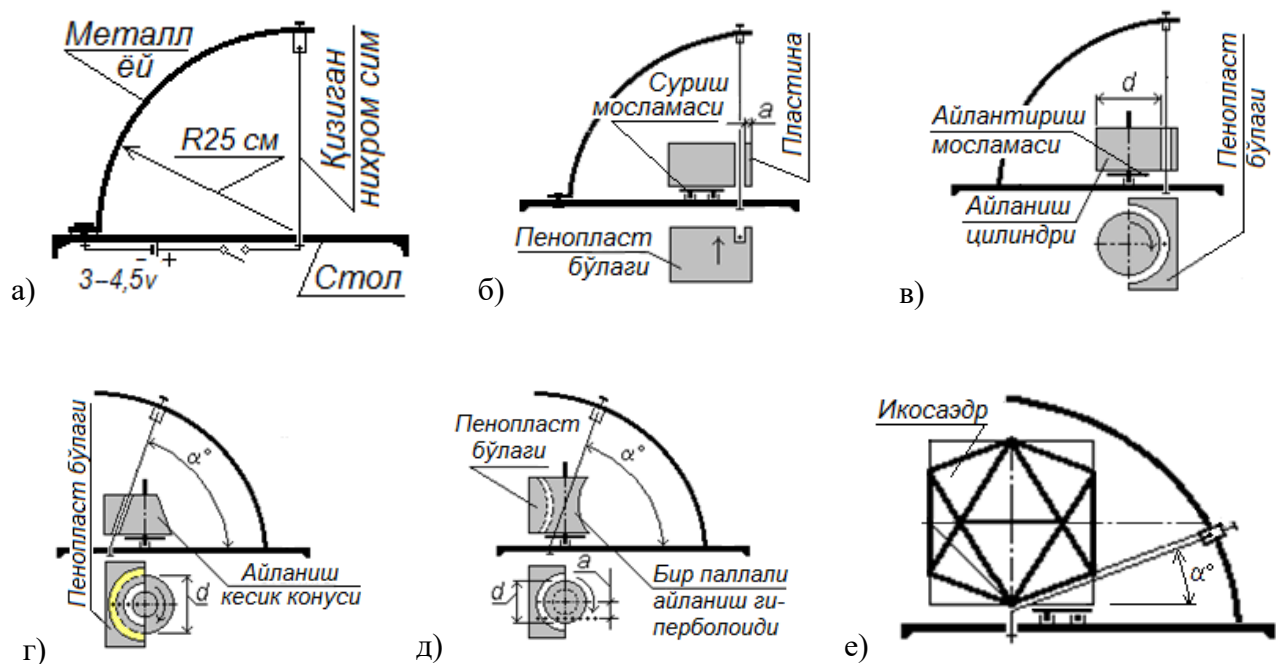 Металл
ёй
R25 см
Қизиган
нихром сим
3–4,5v
– +
Стол
а)
Суриш
мосламаси
a
Пластина
Пенопласт
бўлаги
б)
d
Айлантириш
мосламаси
Айланиш
цилиндри
Пенопласт
бўлаги
в)
Пенопласт бўлаги
α°
Айланиш
кесик конуси
d
г)
Пенопласт
бўлаги
α°
a
d
Бир паллали
айланиш ги-
перболоиди
д)
Икосаэдр
α°
е)